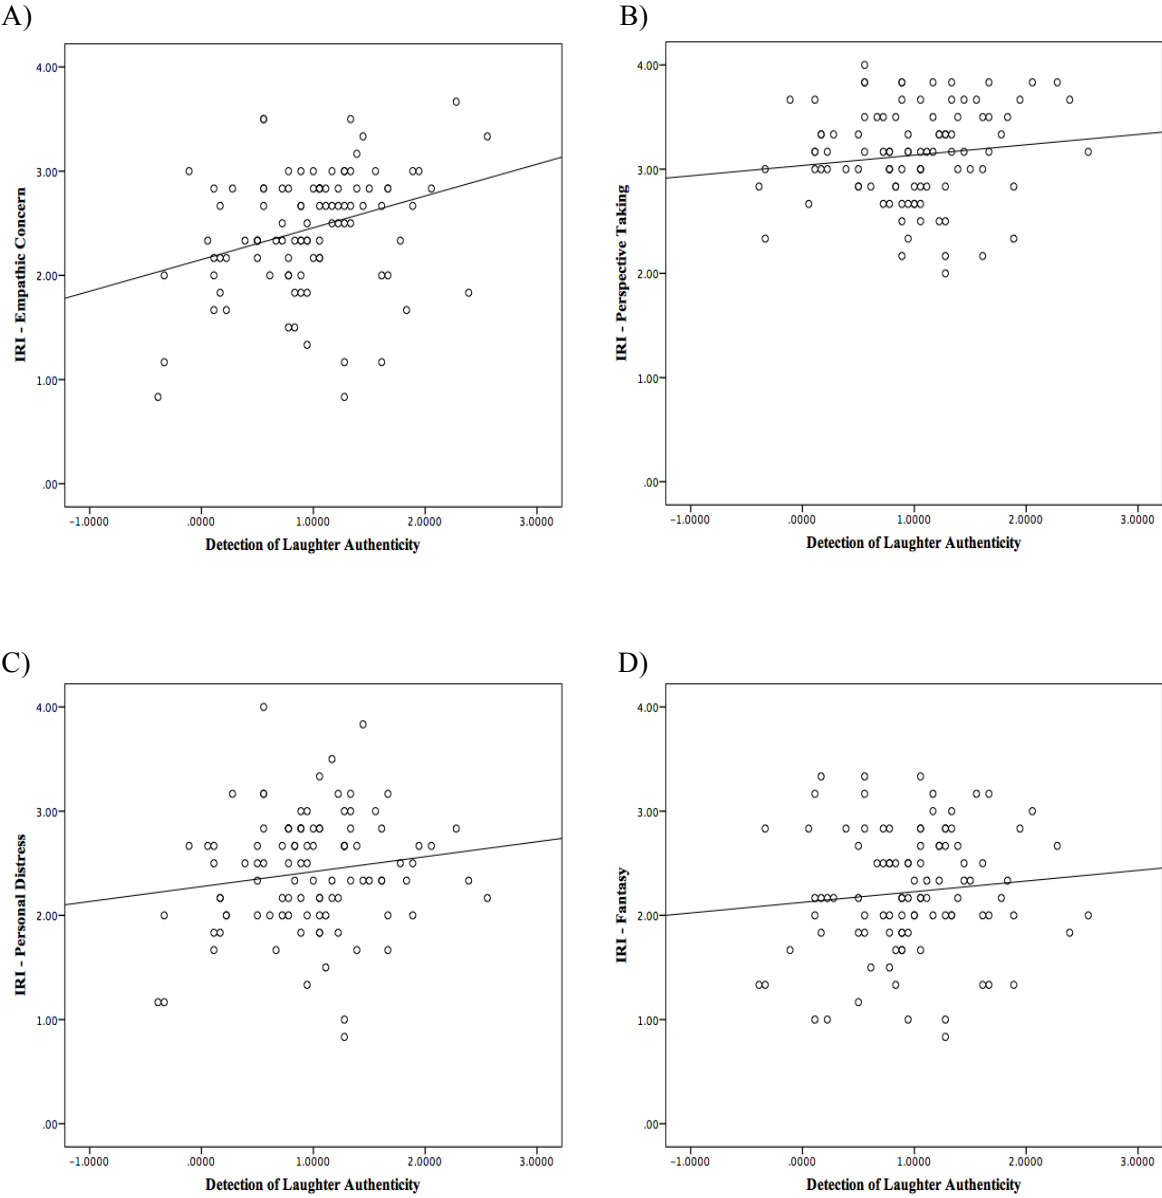 A)
4.00
3.00
2.00
1.00
.00
IRI - Empathic Concern
-1.0000 .0000 1.0000 2.0000 3.0000
Detection of Laughter Authenticity
B)
4.00
3.00
2.00
1.00
.00
IRI - Perspective Taking
-1.0000 .0000 1.0000 2.0000 3.0000
Detection of Laughter Authenticity
C)
4.00
3.00
2.00
1.00
.00
IRI - Personal Distress
-1.0000 .0000 1.0000 2.0000 3.0000
Detection of Laughter Authenticity
D)
4.00
3.00
2.00
1.00
.00
IRI - Fantasy
-1.0000 .0000 1.0000 2.0000 3.0000
Detection of Laughter Authenticity